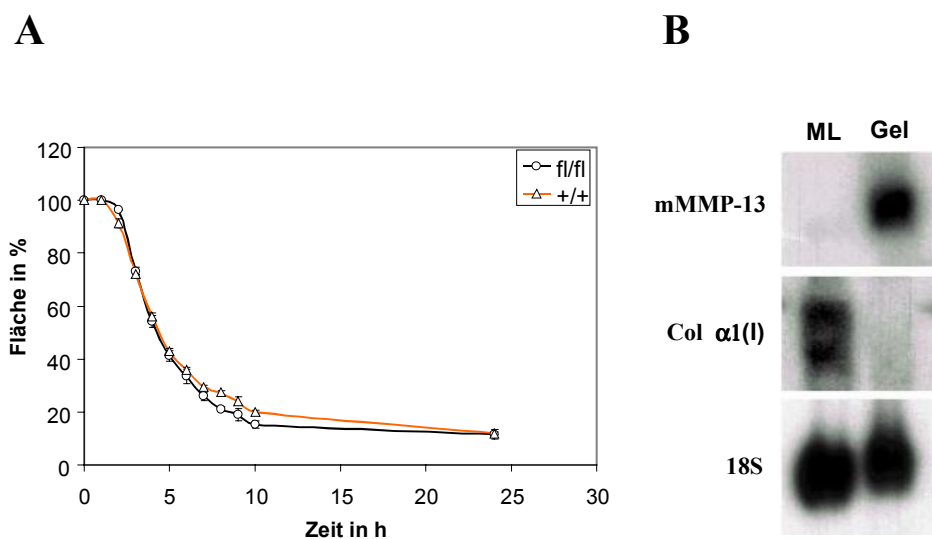 A
B
120
100
80
60
40
20
0
Fläche in %
fl/fl
+/+
0 5 10 15 20 25 30
Zeit in h
ML Gel
mMMP-13
Col α1(I)
18S